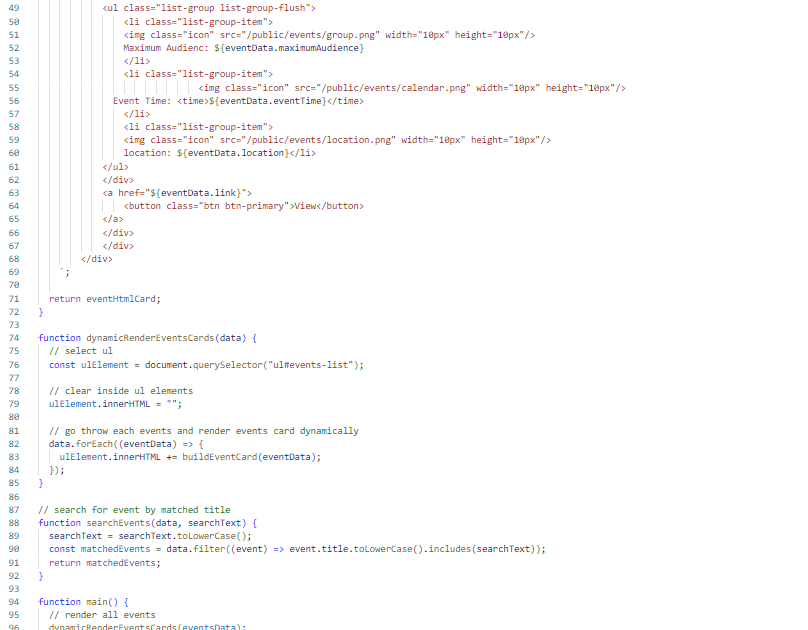 49 <ul class="list-group list-group-flush">
50 <li class="list-group-item">
51 <img class="icon" src="/public/events/group.png" width="10px" height="10px"/>
52 Maximum Audienc: ${eventData.maximumAudience}
53 </li>
54 <li class="list-group-item">
55 <img class="icon" src="/public/events/calendar.png" width="10px" height="10px"/>
56 Event Time: <time>${eventData.eventTime}</time>
57 </li>
58 <li class="list-group-item">
59 <img class="icon" src="/public/events/location.png" width="10px" height="10px"/>
60 location: ${eventData.location}</li>
61 </ul>
62 </div>
63 <a href="${eventData.link}">
64 <button class="btn btn-primary">View</button>
65 </a>
66 </div>
67 </div>
68 </div>
69 `;
70
71 return eventHtmlCard;
72 }
73
74 function dynamicRenderEventsCards(data) {
75 // select ul
76 const ulElement = document.querySelector("ul#events-list");
77
78 // clear inside ul elements
79 ulElement.innerHTML = "";
80
81 // go throw each events and render events card dynamically
82 data.forEach((eventData) => {
83 ulElement.innerHTML += buildEventCard(eventData);
84 });
85 }
86
87 // search for event by matched title
88 function searchEvents(data, searchText) {
89 searchText = searchText.toLowerCase();
90 const matchedEvents = data.filter((event) => event.title.toLowerCase().includes(searchText));
91 return matchedEvents;
92 }
93
94 function main() {
95 // render all events
96 dynamicRenderEventsCards(eventsData);